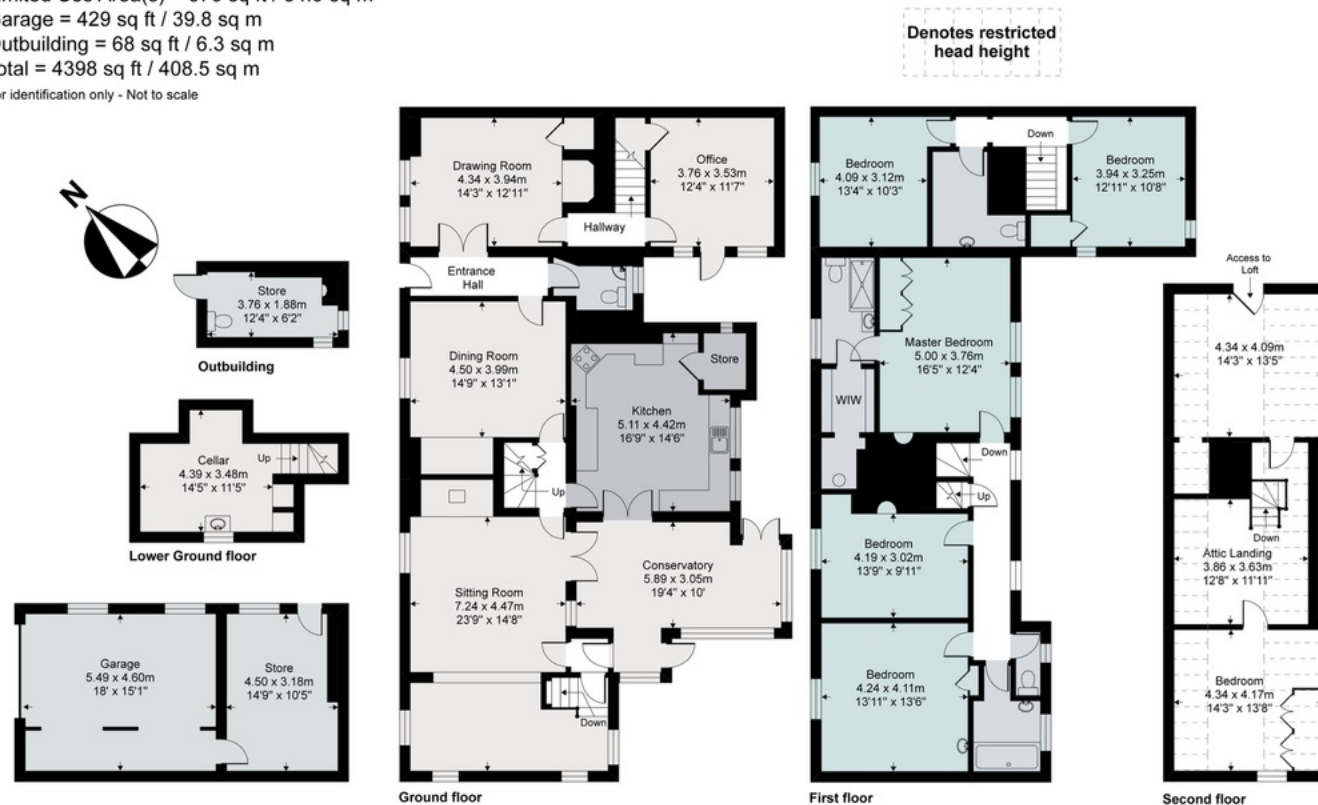 Garage = 429 sq ft / 39.8 sq m
Outbuilding = 68 sq ft / 6.3 sq m
Total = 4398 sq ft / 408.5 sq m
For identification only - Not to scale
Denotes restricted
head height
N
Store
3.76 x 1.88m
12'4" x 6'2"
Outbuilding
Cellar
4.39 x 3.48m
14'5" x 11'5"
Up
Lower Ground floor
Garage
5.49 x 4.60m
18' x 15'1"
Store
4.50 x 3.18m
14'9" x 10'5"
Drawing Room
4.34 x 3.94m
14'3" x 12'11"
Office
3.76 x 3.53m
12'4" x 11'7"
Hallway
Entrance
Hall
Dining Room
4.50 x 3.99m
14'9" x 13'1"
Store
Kitchen
5.11 x 4.42m
16'9" x 14'6"
Up
Sitting Room
7.24 x 4.47m
23'9" x 14'8"
Conservatory
5.89 x 3.05m
19'4" x 10'
Down
Ground floor
Bedroom
4.09 x 3.12m
13'4" x 10'3"
Down
Bedroom
3.94 x 3.25m
12'11" x 10'8"
Master Bedroom
5.00 x 3.76m
16'5" x 12'4"
WIW
Down
Up
Bedroom
4.19 x 3.02m
13'9" x 9'11"
Bedroom
4.24 x 4.11m
13'11" x 13'6"
First floor
Access to
Loft
4.34 x 4.09m
14'3" x 13'5"
Down
Attic Landing
3.86 x 3.63m
12'8" x 11'11"
Bedroom
4.34 x 4.17m
14'3" x 13'8"
Second floor